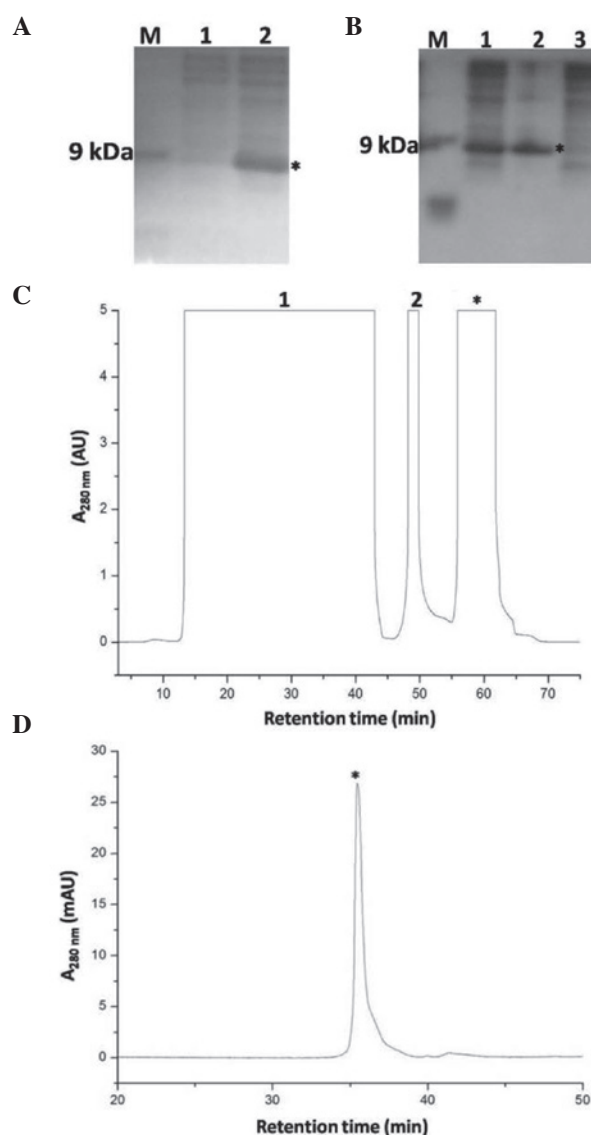 A
B
M 1 2
M 1 2 3
9 kDa
*
9 kDa
*
C
1 2 *
5
4
3
2
1
0
A280 nm (AU)
10 20 30 40 50 60 70
Retention time (min)
D
30
25
20
15
10
5
0
*
A280 nm (mAU)
20 30 40 50
Retention time (min)